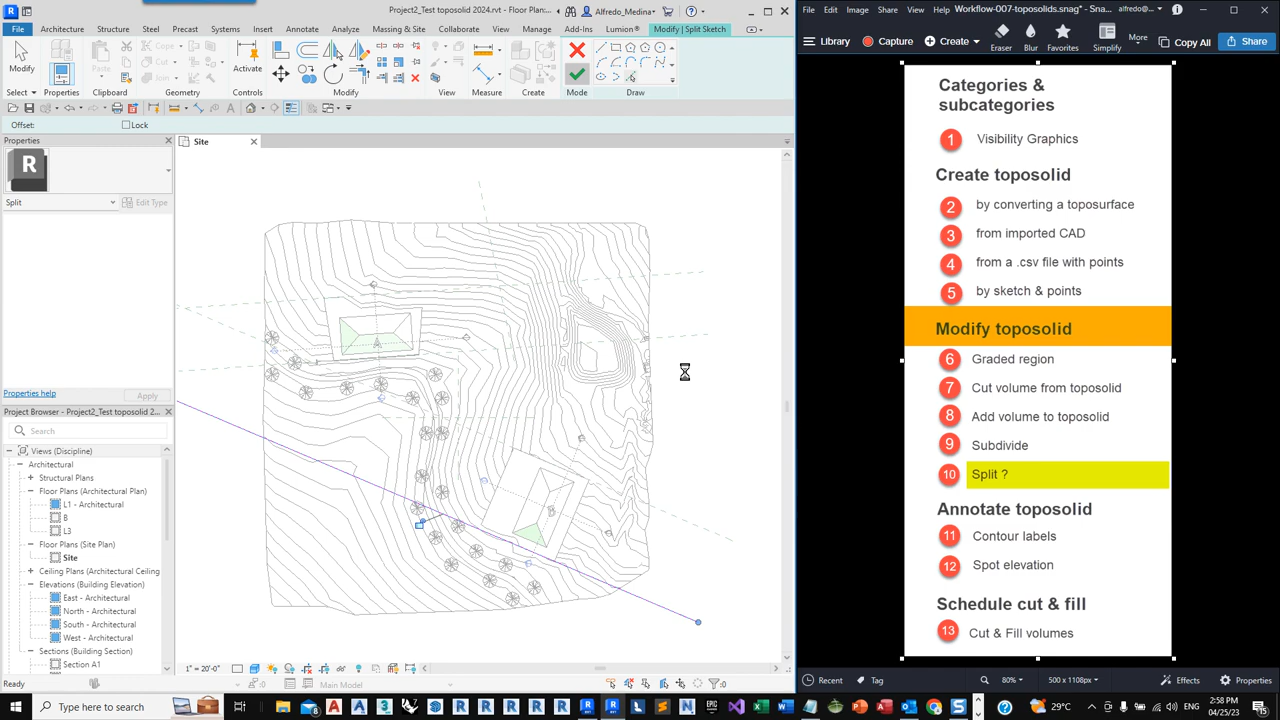 Project2_Test toposolid 2024.rvt - Floor Plan:...
Alfredo_Medina...
File
Architecture
Structure
Steel
Precast
Systems
Insert
Annotate
Analyze
Massing & Site
Collaborate
View
Manage
Add-Ins
Lumion®
Modify | Split Sketch
Modify
Cope
Cut
Join
Activate
Select
Properties
Clipboard
Geometry
Controls
Modify
View
Measure
Create
Mode
Draw
Offset:
Lock
Properties
R
Split
Edit Type
Properties help
Apply
Site
Project Browser - Project2_Test toposolid 2...
Search
Views (Discipline)
Architectural
Structural Plans
Floor Plans (Architectural Plan)
L1 - Architectural
B
L3
Floor Plans (Site Plan)
Site
Ceiling Plans (Architectural Ceiling
Elevations (Building Elevation)
East - Architectural
North - Architectural
South - Architectural
West - Architectural
Sections (Building Section)
Section A1
1" = 20'-0"
Ready
:0
Main Model
:0
Type here to search
29°C
2:58 PM
04/25/23
File
Edit
Image
Workflow-007-toposolids.snag* - Sna...
alfredo@...
Library
Capture
Create
Eraser
Blur
Favorites
Simplify
More
Copy All
Share
Categories &
subcategories
1 Visibility Graphics
Create toposolid
2 by converting a toposurface
3 from imported CAD
4 from a .csv file with points
5 by sketch & points
Modify toposolid
6 Graded region
7 Cut volume from toposolid
8 Add volume to toposolid
9 Subdivide
10 Split ?
Annotate toposolid
11 Contour labels
12 Spot elevation
Schedule cut & fill
13 Cut & Fill volumes
Recent
Tag
80%
500 x 1108px
Effects
Properties